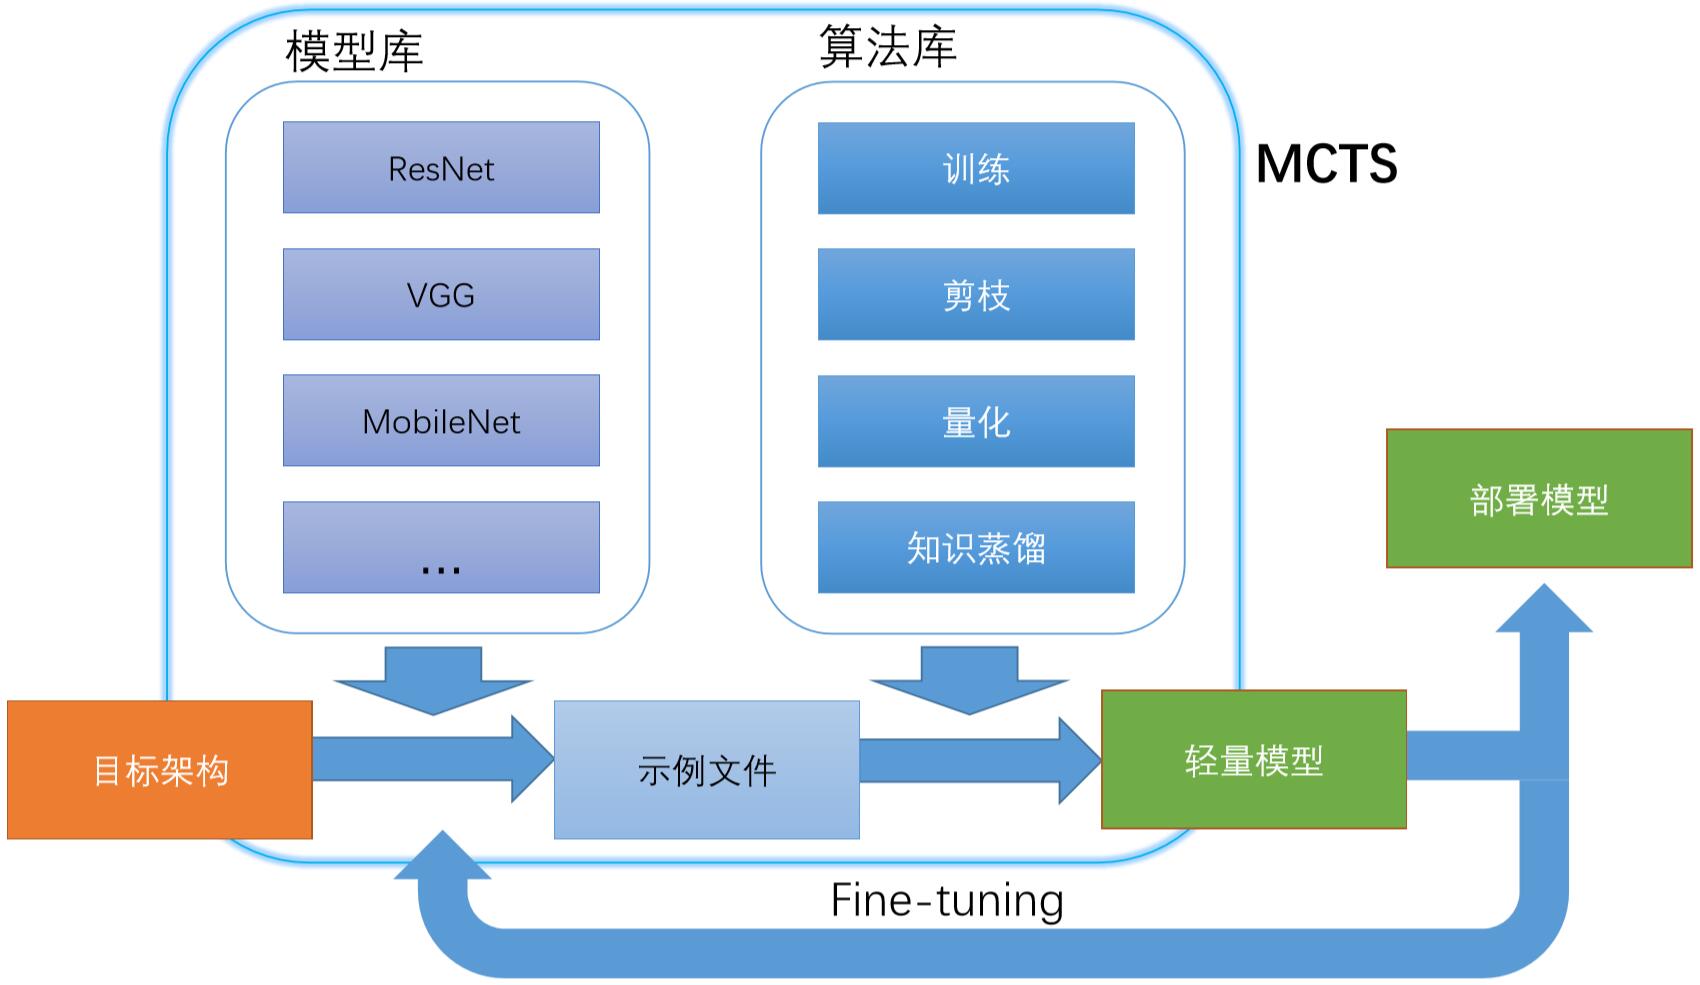 模型库
算法库
ResNet
训练
MCTS
VGG
剪枝
MobileNet
量化
...
知识蒸馏
部署模型
目标架构
示例文件
轻量模型
Fine-tuning